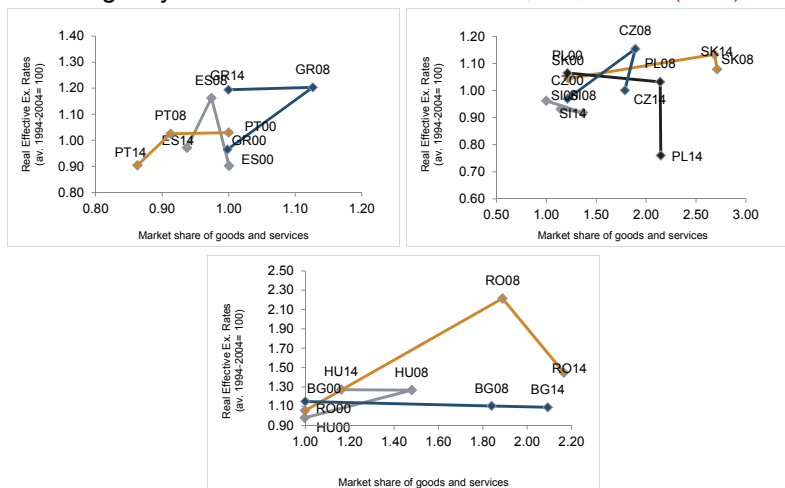 1.40
1.30
1.20
1.10
1.00
0.90
0.80
0.80 0.90 1.00 1.10 1.20
Real Effective Ex. Rates
(av. 1994-2004= 100)
Market share of goods and services
GR08
GR14
ES08
PT08
PT00
ES14
GR00
PT14
ES00
1.20
1.10
1.00
0.90
0.80
0.70
0.60
0.50 1.00 1.50 2.00 2.50 3.00
Real Effective Ex. Rates
(av. 1994-2004= 100)
Market share of goods and services
CZ08
PL00
SK14
SK00
PL08
SK08
CZ00
SI08
CZ14
SI14
PL14
2.50
2.30
2.10
1.90
1.70
1.50
1.30
1.10
0.90
1.00 1.20 1.40 1.60 1.80 2.00 2.20
Real Effective Ex. Rates
(av. 1994-2004= 100)
Market share of goods and services
RO08
HU14
HU08
RO14
BG00
BG08
BG14
RO00
HU00